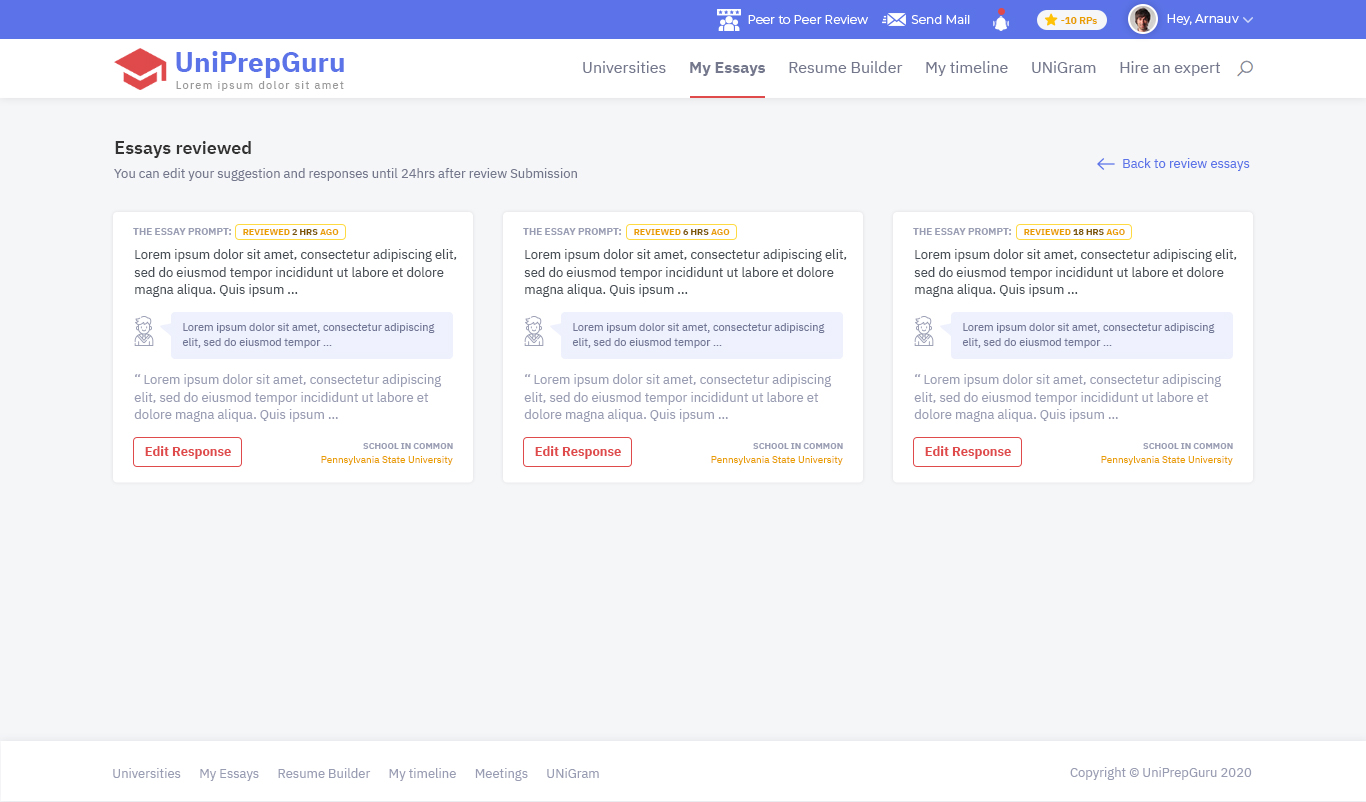 Peer to Peer Review Send Mail -10 RPs Hey, Arnauv
UniPrepGuru
Lorem ipsum dolor sit amet
Universities My Essays Resume Builder My timeline UNiGram Hire an expert
Essays reviewed
You can edit your suggestion and responses until 24hrs after review Submission
Back to review essays
THE ESSAY PROMPT: REVIEWED 2 HRS AGO
Lorem ipsum dolor sit amet, consectetur adipiscing elit,
sed do eiusmod tempor incididunt ut labore et dolore
magna aliqua. Quis ipsum ...
Lorem ipsum dolor sit amet, consectetur adipiscing
elit, sed do eiusmod tempor ...
“ Lorem ipsum dolor sit amet, consectetur adipiscing
elit, sed do eiusmod tempor incididunt ut labore et
dolore magna aliqua. Quis ipsum ...
Edit Response
SCHOOL IN COMMON
Pennsylvania State University
THE ESSAY PROMPT: REVIEWED 6 HRS AGO
Lorem ipsum dolor sit amet, consectetur adipiscing elit,
sed do eiusmod tempor incididunt ut labore et dolore
magna aliqua. Quis ipsum ...
Lorem ipsum dolor sit amet, consectetur adipiscing
elit, sed do eiusmod tempor ...
“ Lorem ipsum dolor sit amet, consectetur adipiscing
elit, sed do eiusmod tempor incididunt ut labore et
dolore magna aliqua. Quis ipsum ...
Edit Response
SCHOOL IN COMMON
Pennsylvania State University
THE ESSAY PROMPT: REVIEWED 18 HRS AGO
Lorem ipsum dolor sit amet, consectetur adipiscing elit,
sed do eiusmod tempor incididunt ut labore et dolore
magna aliqua. Quis ipsum ...
Lorem ipsum dolor sit amet, consectetur adipiscing
elit, sed do eiusmod tempor ...
“ Lorem ipsum dolor sit amet, consectetur adipiscing
elit, sed do eiusmod tempor incididunt ut labore et
dolore magna aliqua. Quis ipsum ...
Edit Response
SCHOOL IN COMMON
Pennsylvania State University
Universities My Essays Resume Builder My timeline Meetings UNiGram
Copyright © UniPrepGuru 2020